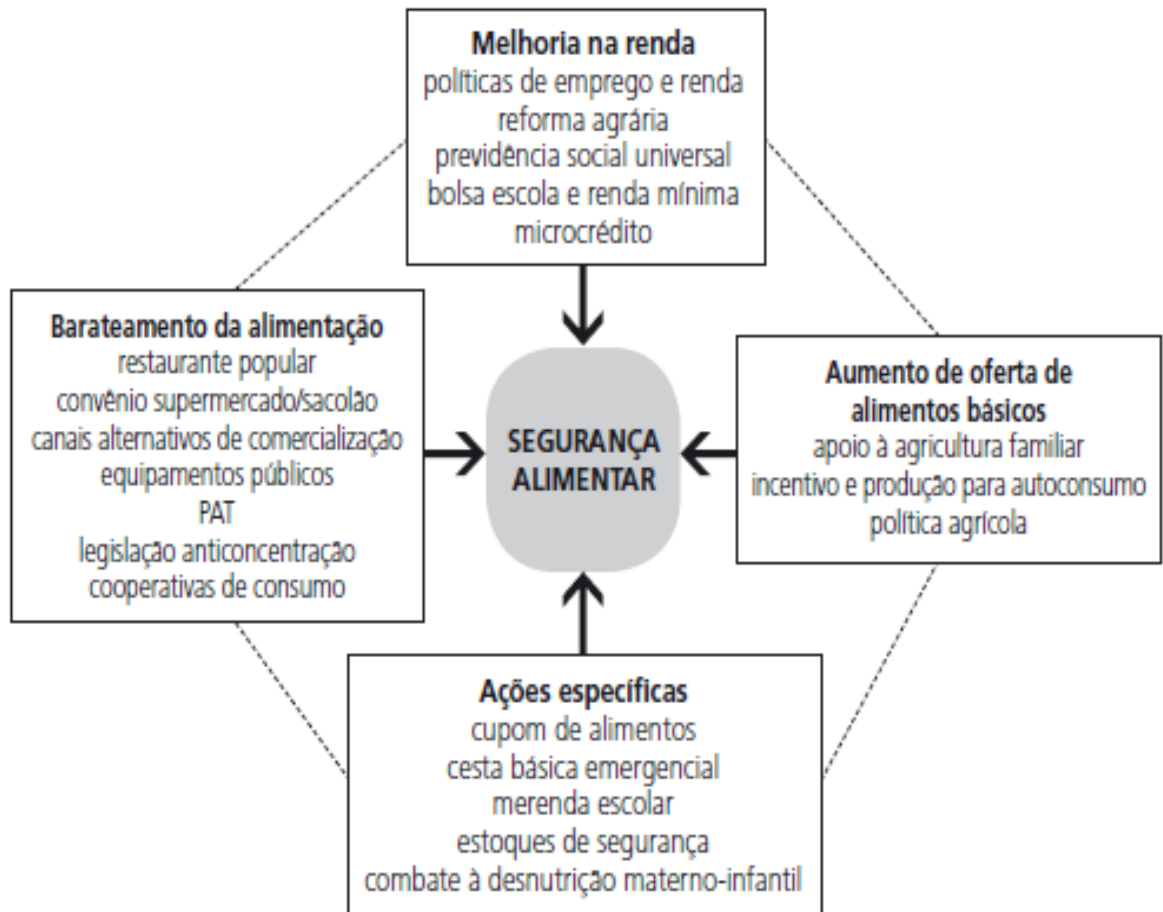 Melhoria na renda
políticas de emprego e renda
reforma agrária
previdência social universal
bolsa escola e renda mínima
microcrédito
Barateamento da alimentação
restaurante popular
convênio supermercado/sacolão
canais alternativos de comercialização
equipamentos públicos
PAT
legislação anticoncentração
cooperativas de consumo
SEGURANÇA
ALIMENTAR
Aumento de oferta de
alimentos básicos
apoio à agricultura familiar
incentivo e produção para autoconsumo
política agrícola
Ações específicas
cupom de alimentos
cesta básica emergencial
merenda escolar
estoques de segurança
combate à desnutrição materno-infantil